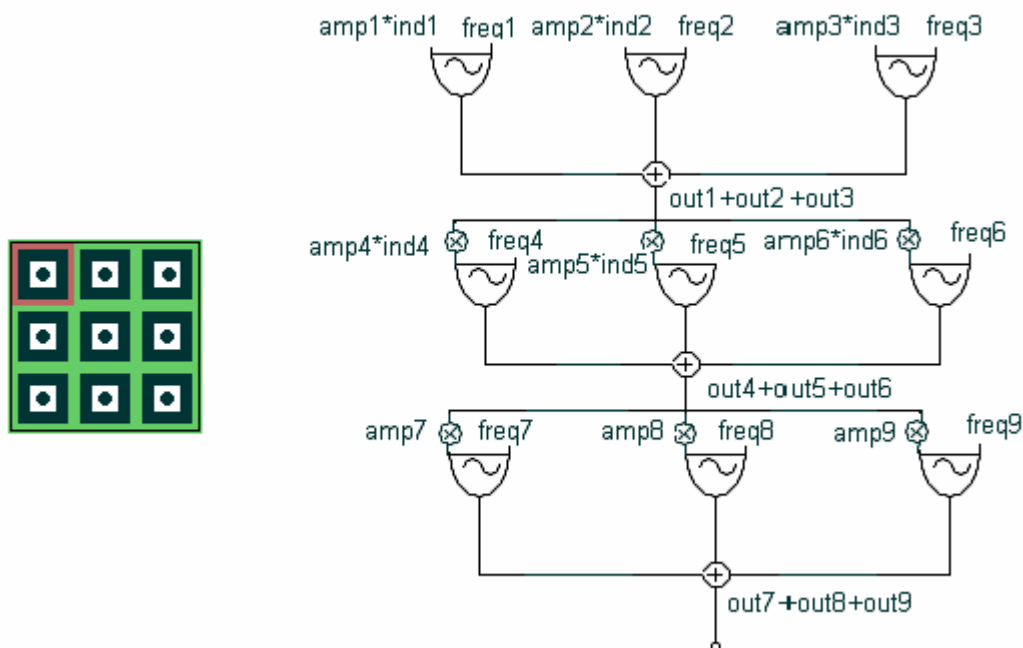 amp1*ind1 freq1 amp2*ind2 freq2 amp3*ind3 freq3
out1+out2+out3
amp4*ind4 freq4 amp5*ind5 freq5 amp6*ind6 freq6
out4+out5+out6
amp7 freq7 amp8 freq8 amp9 freq9
out7+out8+out9